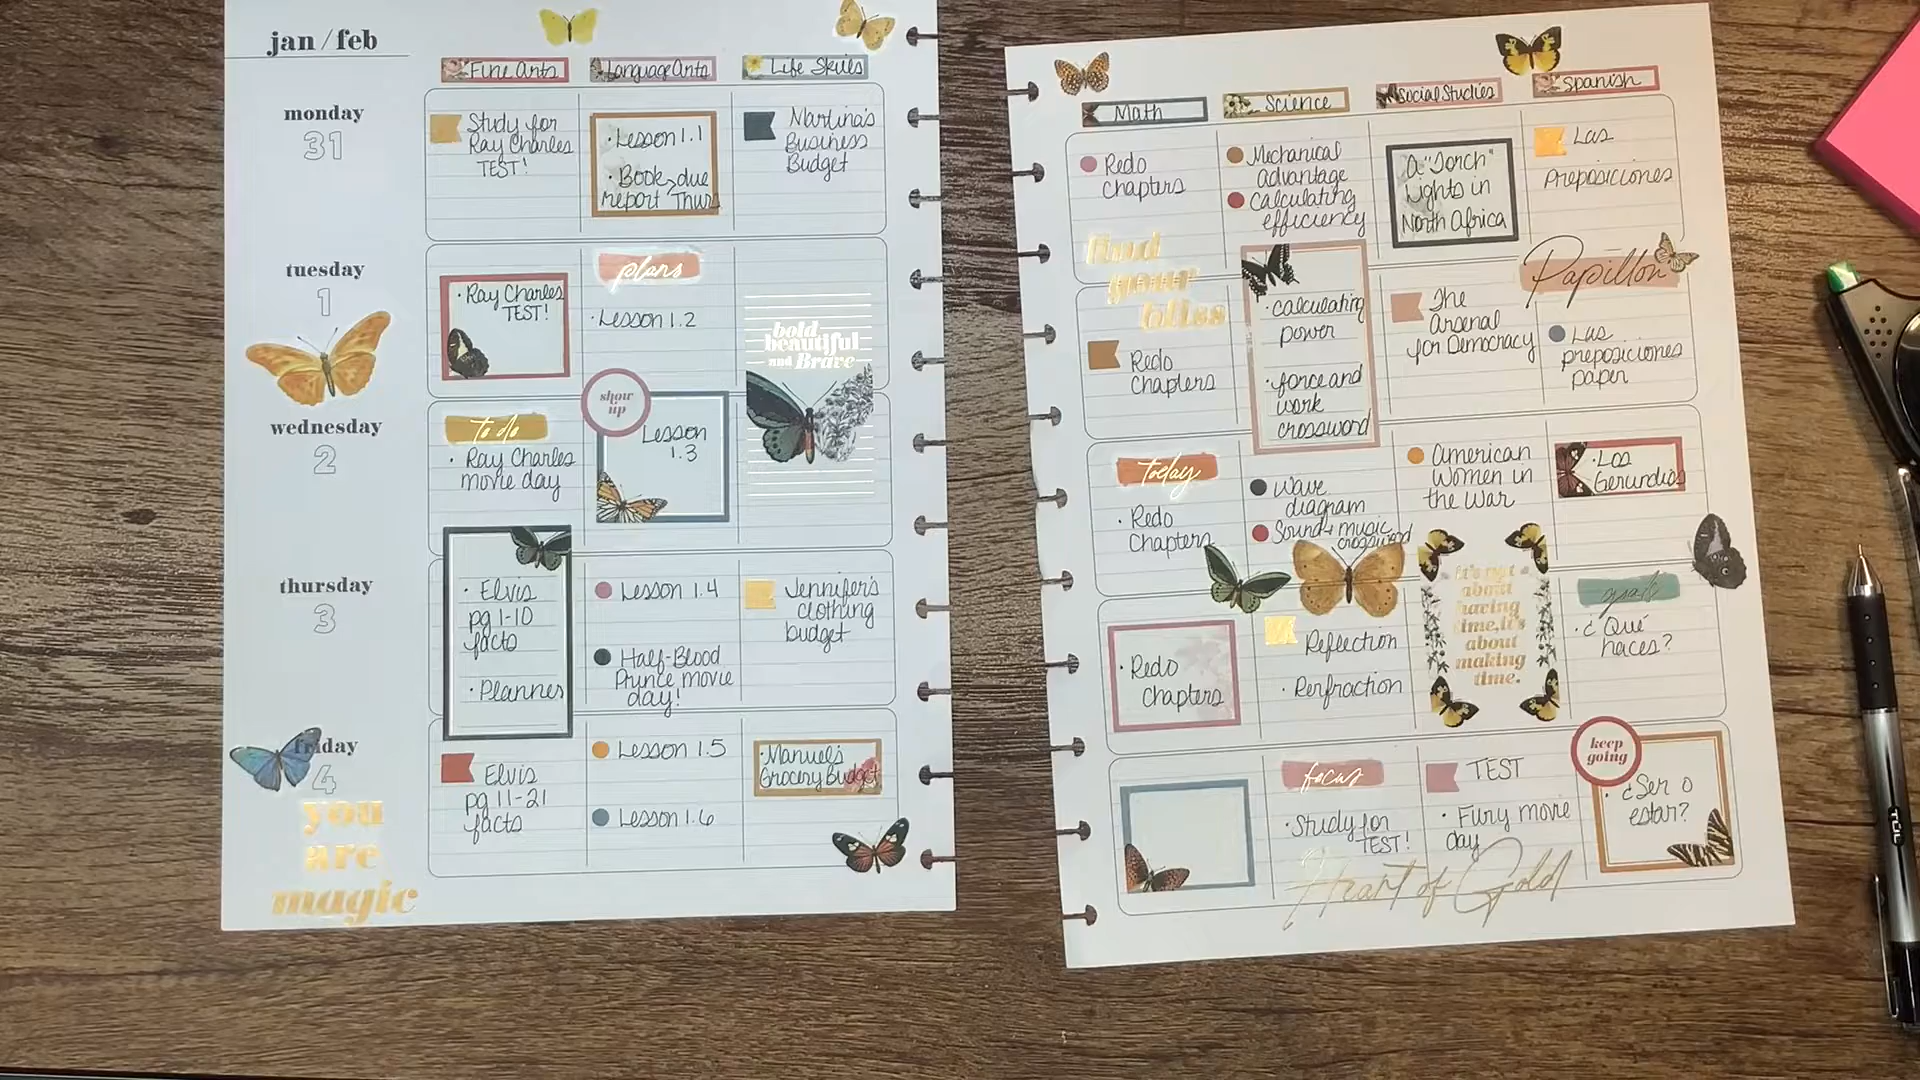 jan/feb
Fine Arts
Language Arts
Life Skills
monday
31
Study for
Ray Charles
TEST!
• Lesson 1.1
• Book → due
report Thurs
Martina's
Business
Budget
tuesday
1
• Ray Charles
TEST!
plans
• Lesson 1.2
bold
beautiful
and Brave
wednesday
2
to do
• Ray Charles
movie day
show
up
Lesson
1.3
thursday
3
• Elvis
pg 1-10
facts
• Planner
Lesson 1.4
Half-Blood
Prince movie
day!
Jennifer's
clothing
budget
friday
4
Elvis
pg 11-21
facts
Lesson 1.5
Lesson 1.6
• Manuel's
Grocery Budget
you
are
magic
Math
Science
Social Studies
Spanish
Redo
chapters
Mechanical
Advantage
Calculating
efficiency
A "Torch"
Lights in
North Africa
Las
Preposiciones
find
your
bliss
Redo
chapters
• calculating
power
• force and
work
crossword
The
Arsenal
for Democracy
Papillon
Las
preposiciones
paper
today
• Redo
Chapters
Wave
diagram
Sound + music
crossword
American
Women in
the War
• Los
Gerundios
• Redo
Chapters
Reflection
• Renfraction
it's not
about
having
time, it's
about
making
time.
goals
• ¿Qué
haces?
focus
• Study for
TEST!
TEST
• Fury movie
day
keep
going
• ¿Ser o
estar?
Heart of Gold
TUL